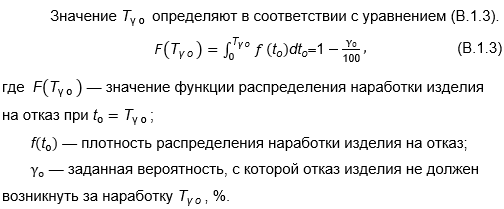 Значение Tγ о определяют в соответствии с уравнением (В.1.3).
F(Tγ о) = ∫₀^Tγ о f (tо)dtо=1 − γо/100 , (В.1.3)
где F(Tγ о) — значение функции распределения наработки изделия
на отказ при tо = Tγ о ;
f(tо) — плотность распределения наработки изделия на отказ;
γо — заданная вероятность, с которой отказ изделия не должен
возникнуть за наработку Tγ о , %.